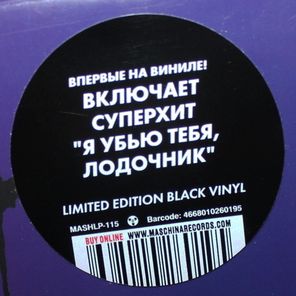 ВПЕРВЫЕ НА ВИНИЛЕ!
ВКЛЮЧАЕТ
СУПЕРХИТ
"Я УБЬЮ ТЕБЯ,
ЛОДОЧНИК"
LIMITED EDITION BLACK VINYL
MASHLP-115 Barcode: 4668010260195
BUY ONLINE WWW.MASCHINARECORDS.COM